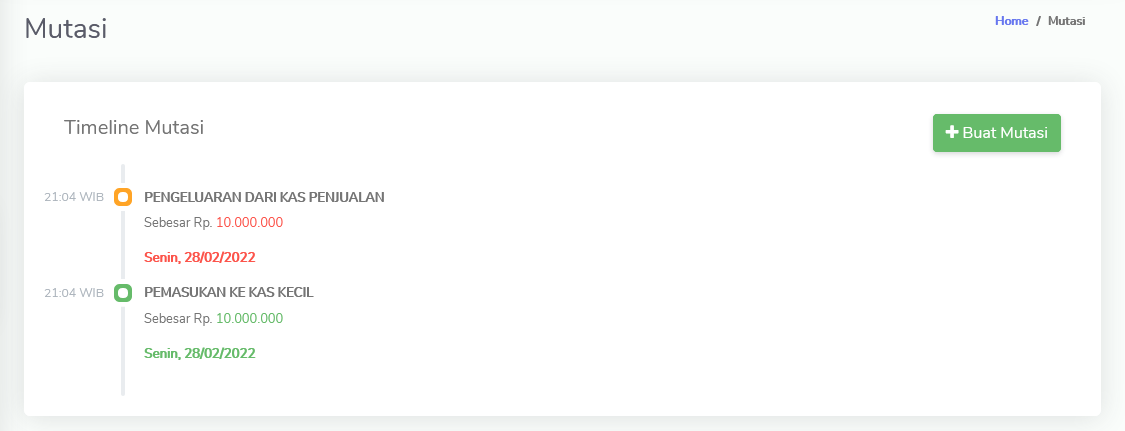 Mutasi
Home / Mutasi
Timeline Mutasi
Buat Mutasi
21:04 WIB
PENGELUARAN DARI KAS PENJUALAN
Sebesar Rp. 10.000.000
Senin, 28/02/2022
21:04 WIB
PEMASUKAN KE KAS KECIL
Sebesar Rp. 10.000.000
Senin, 28/02/2022